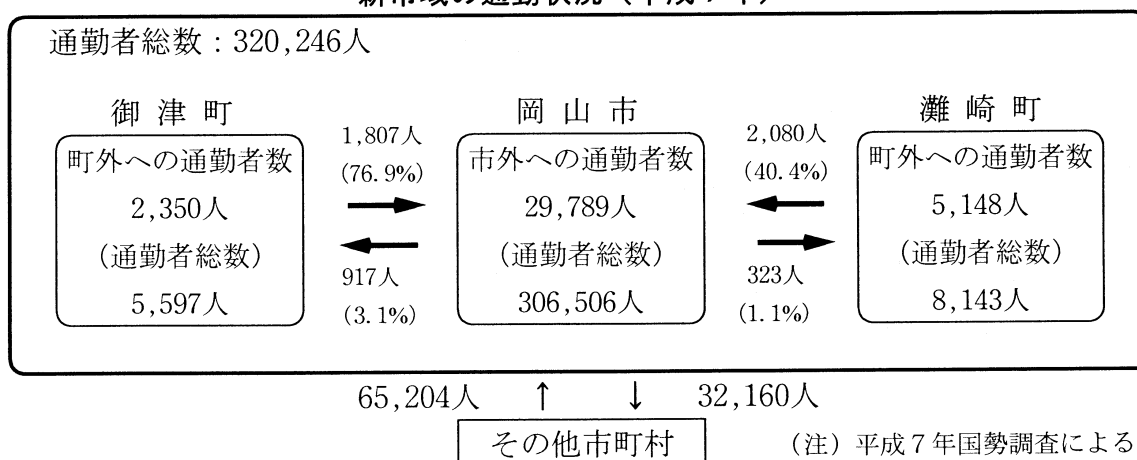 新市域の通勤状況（平成７年）
通勤者総数：320,246人
御津町
町外への通勤者数
2,350人
（通勤者総数）
5,597人
1,807人
(76.9%)
917人
(3.1%)
岡山市
市外への通勤者数
29,789人
（通勤者総数）
306,506人
2,080人
(40.4%)
323人
(1.1%)
灘崎町
町外への通勤者数
5,148人
（通勤者総数）
8,143人
65,204人 ↑ ↓ 32,160人
その他市町村
（注）平成７年国勢調査による